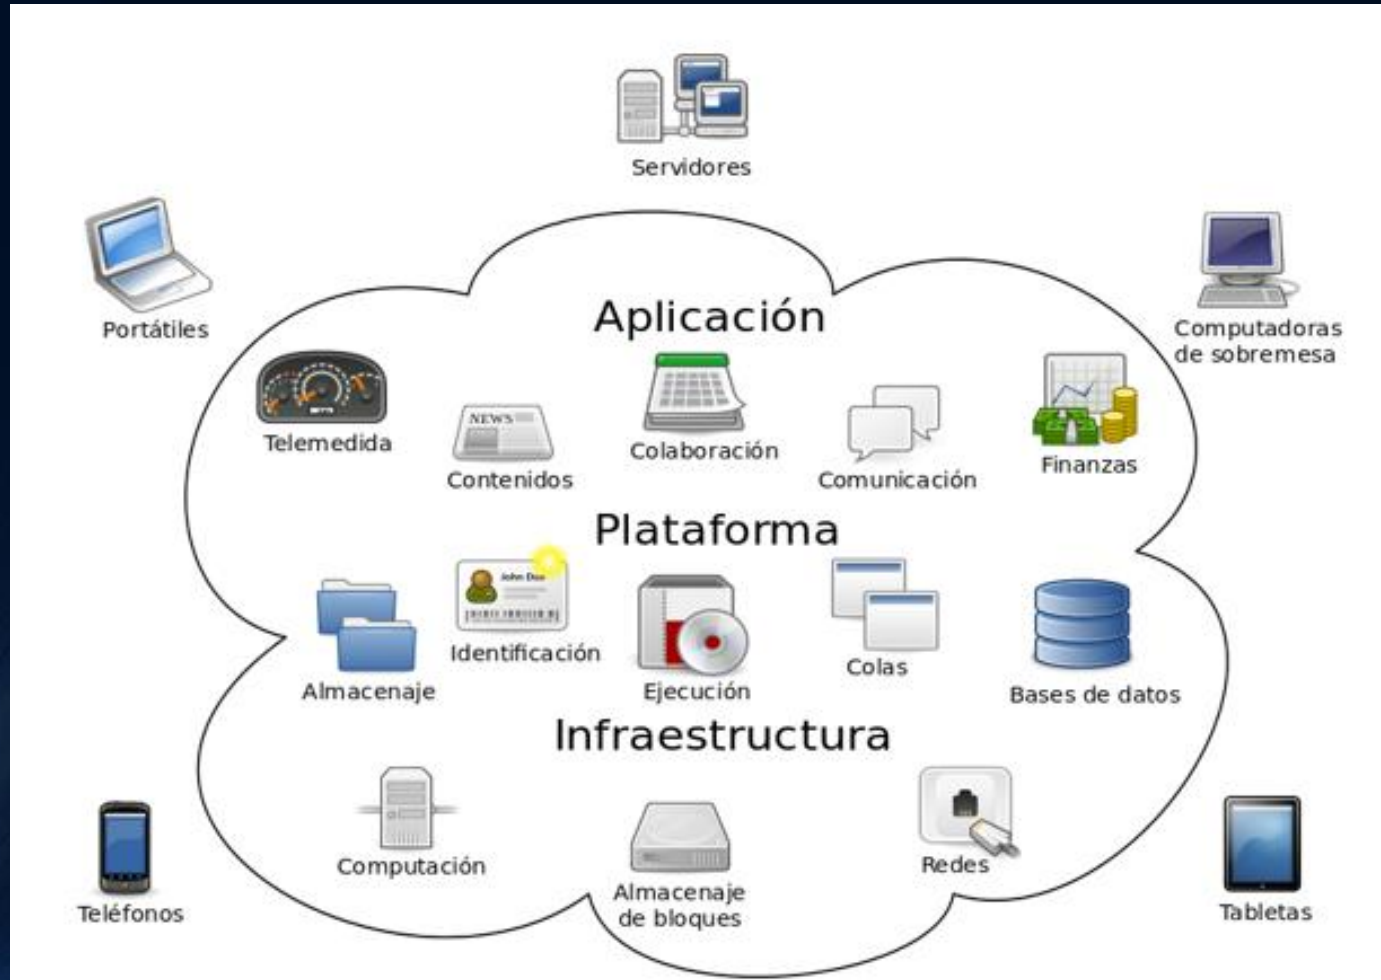 Servidores
Portátiles
Computadoras
de sobremesa
Aplicación
Telemedida
NEWS
Contenidos
Colaboración
Comunicación
Finanzas
Plataforma
John Doe
Almacenaje
Identificación
Ejecución
Colas
Bases de datos
Infraestructura
Computación
Almacenaje
de bloques
Redes
Teléfonos
Tabletas